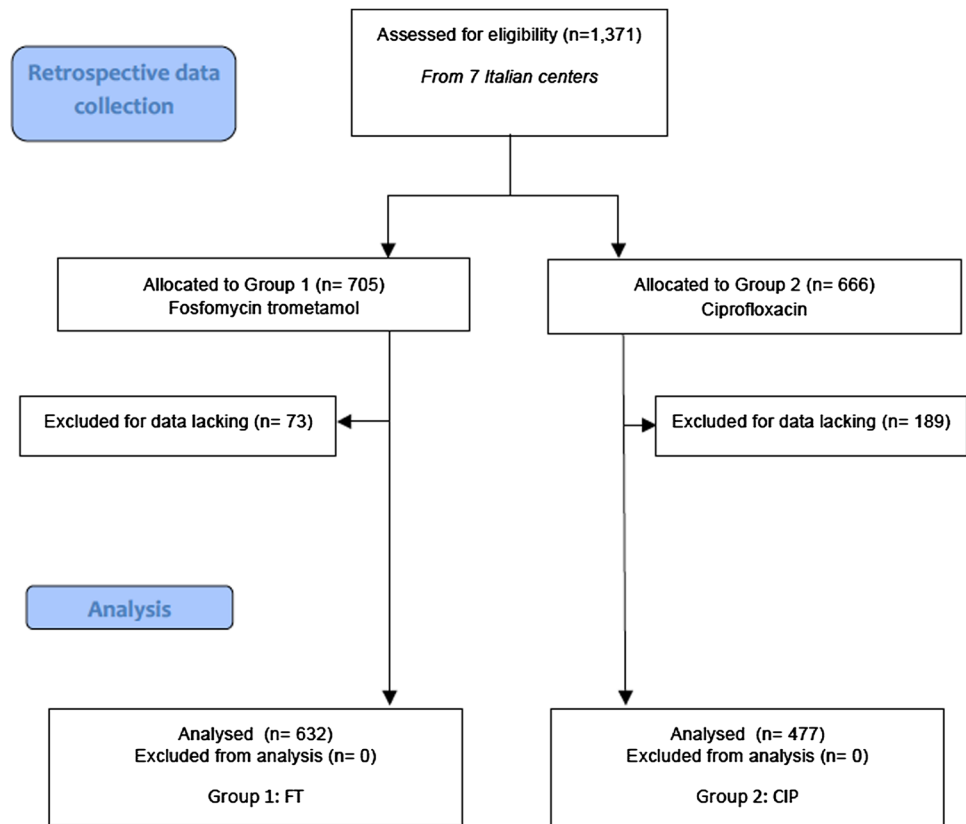 Assessed for eligibility (n=1,371)
From 7 Italian centers
Retrospective data
collection
Allocated to Group 1 (n= 705)
Fosfomycin trometamol
Allocated to Group 2 (n= 666)
Ciprofloxacin
Excluded for data lacking (n= 73)
Excluded for data lacking (n= 189)
Analysis
Analysed (n= 632)
Excluded from analysis (n= 0)
Group 1: FT
Analysed (n= 477)
Excluded from analysis (n= 0)
Group 2: CIP